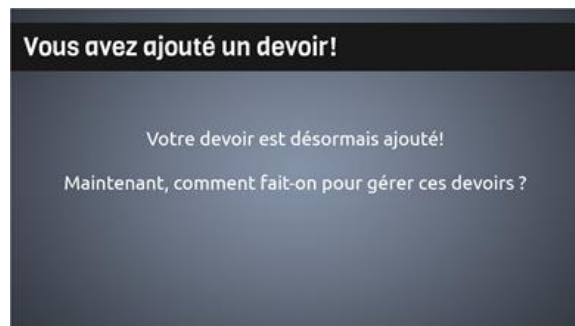 Vous avez ajouté un devoir!
Votre devoir est désormais ajouté!
Maintenant, comment fait-on pour gérer ces devoirs ?